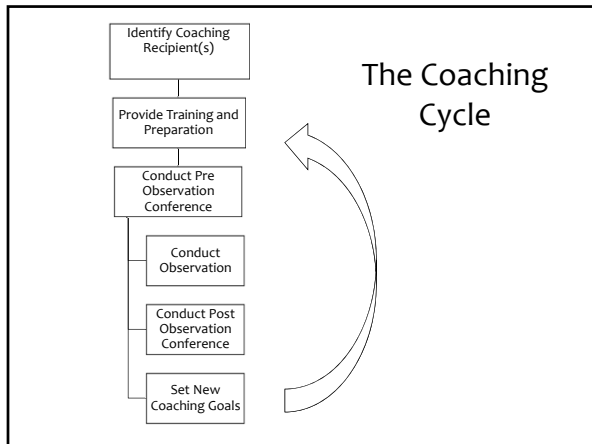 Identify Coaching
Recipient(s)
The Coaching
Cycle
Provide Training and
Preparation
Conduct Pre
Observation
Conference
Conduct
Observation
Conduct Post
Observation
Conference
Set New
Coaching Goals